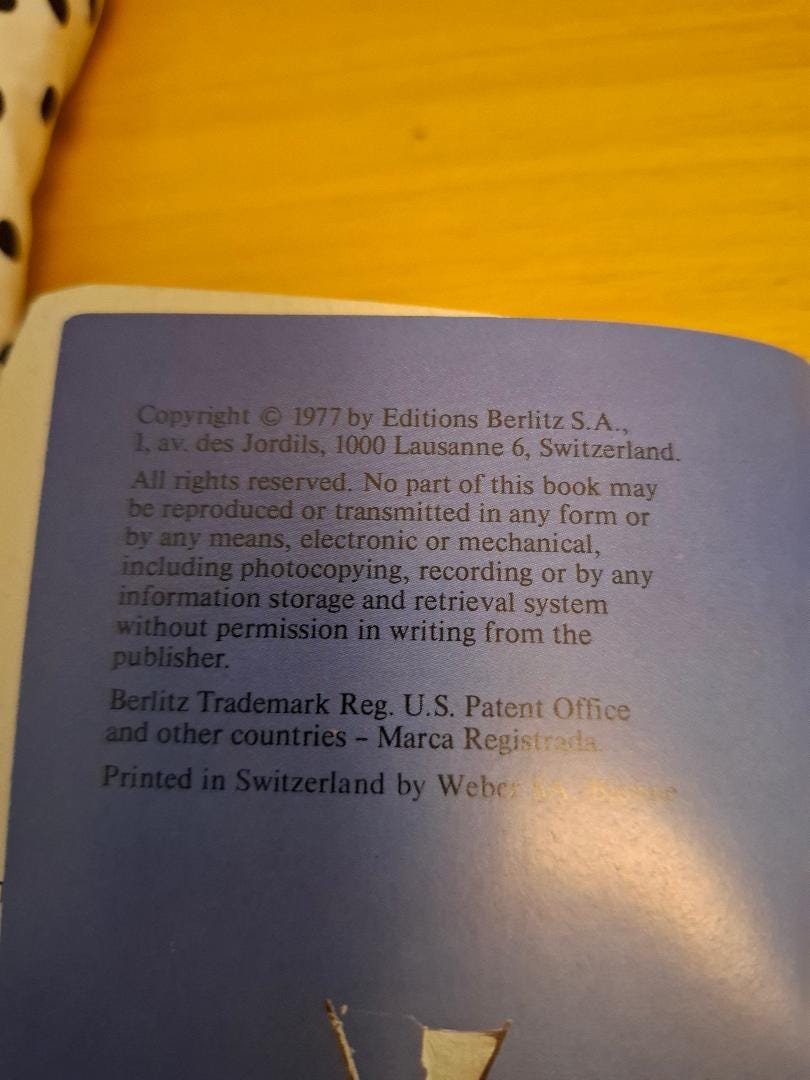 Copyright © 1977 by Editions Berlitz S.A.,
1, av. des Jordils, 1000 Lausanne 6, Switzerland.
All rights reserved. No part of this book may
be reproduced or transmitted in any form or
by any means, electronic or mechanical,
including photocopying, recording or by any
information storage and retrieval system
without permission in writing from the
publisher.
Berlitz Trademark Reg. U.S. Patent Office
and other countries – Marca Registrada.
Printed in Switzerland by Weber